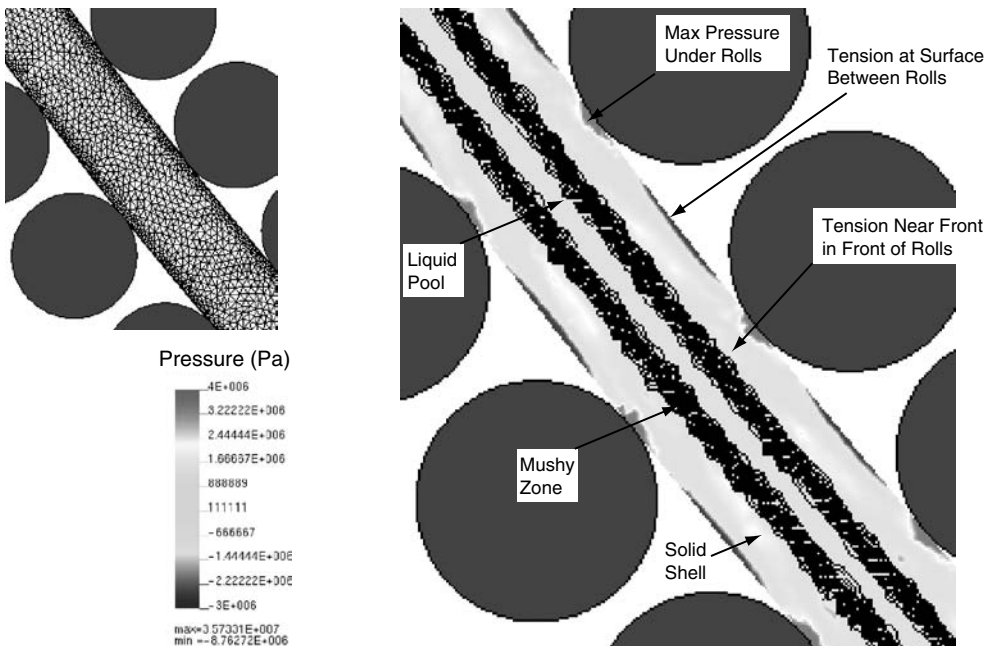 Max Pressure
Under Rolls
Tension at Surface
Between Rolls
Tension Near Front
in Front of Rolls
Liquid
Pool
Mushy
Zone
Solid
Shell
Pressure (Pa)
4E+006
3.22222E+006
2.44444E+006
1.66667E+006
888889
111111
-666667
-1.44444E+006
-2.22222E+006
-3E+006
max=3.57331E+007
min =-8.76272E+006